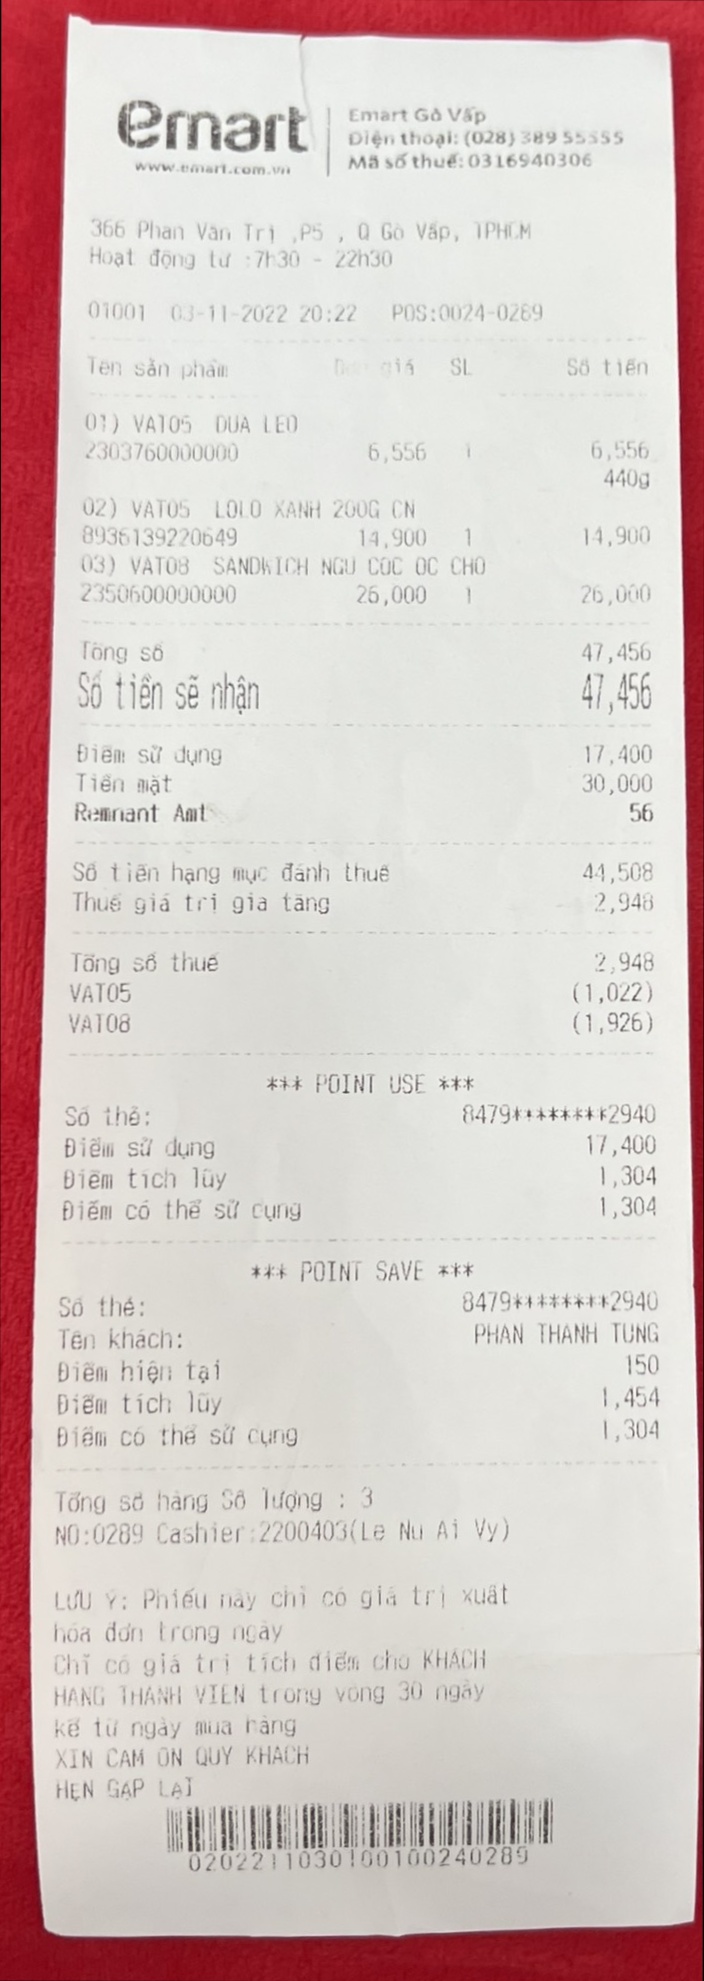 emart
www.emart.com.vn
Emart Gò Vấp
Điện thoại: (028) 389 55555
Mã số thuế: 0316940306
366 Phan Văn Trị ,P5 , Q Gò Vấp, TPHCM
Hoạt động từ :7h30 - 22h30
01001 03-11-2022 20:22 POS:0024-0289
Tên sản phẩm Đơn giá SL Số tiền
01) VAT05 DUA LEO
2303760000000 6,556 1 6,556
440g
02) VAT05 LOLO XANH 200G CN
8936139220649 14,900 1 14,900
03) VAT08 SANDWICH NGU COC OC CHO
2350600000000 26,000 1 26,000
Tổng số 47,456
Số tiền sẽ nhận 47,456
Điểm sử dụng 17,400
Tiền mặt 30,000
Remnant Amt 56
Số tiền hạng mục đánh thuế 44,508
Thuế giá trị gia tăng 2,948
Tổng số thuế 2,948
VAT05 (1,022)
VAT08 (1,926)
*** POINT USE ***
Số thẻ: 8479********2940
Điểm sử dụng 17,400
Điểm tích lũy 1,304
Điểm có thể sử dụng 1,304
*** POINT SAVE ***
Số thẻ: 8479********2940
Tên khách: PHAN THANH TUNG
Điểm hiện tại 150
Điểm tích lũy 1,454
Điểm có thể sử dụng 1,304
Tổng số hàng Số lượng : 3
NO:0289 Cashier:2200403(Le Nu Ai Vy)
LƯU Ý: Phiếu này chỉ có giá trị xuất
hóa đơn trong ngày
Chỉ có giá trị tích điểm cho KHÁCH
HÀNG THÀNH VIÊN trong vòng 30 ngày
kể từ ngày mua hàng
XIN CẢM ƠN QUÝ KHÁCH
HẸN GẶP LẠI
0202211030100100240289